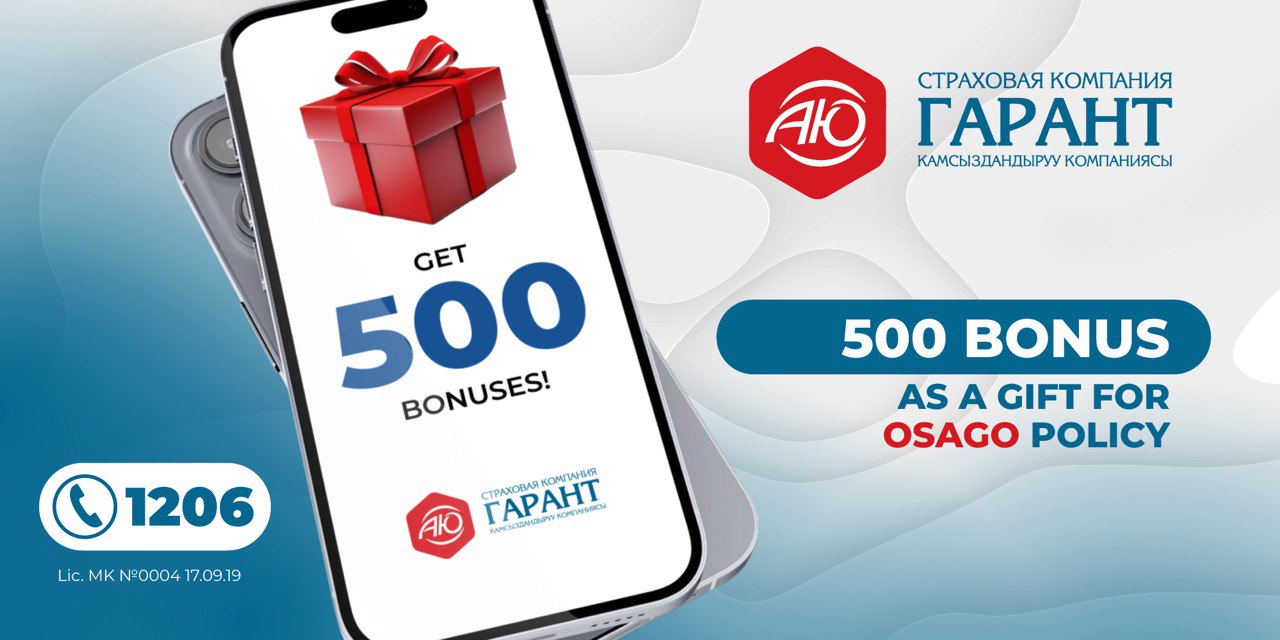 GET
500
BONUSES!
АЮ
СТРАХОВАЯ КОМПАНИЯ
ГАРАНТ
КАМСЫЗДАНДЫРУУ КОМПАНИЯСЫ
1206
Lic. MK №0004 17.09.19
АЮ
СТРАХОВАЯ КОМПАНИЯ
ГАРАНТ
КАМСЫЗДАНДЫРУУ КОМПАНИЯСЫ
500 BONUS
AS A GIFT FOR
OSAGO POLICY